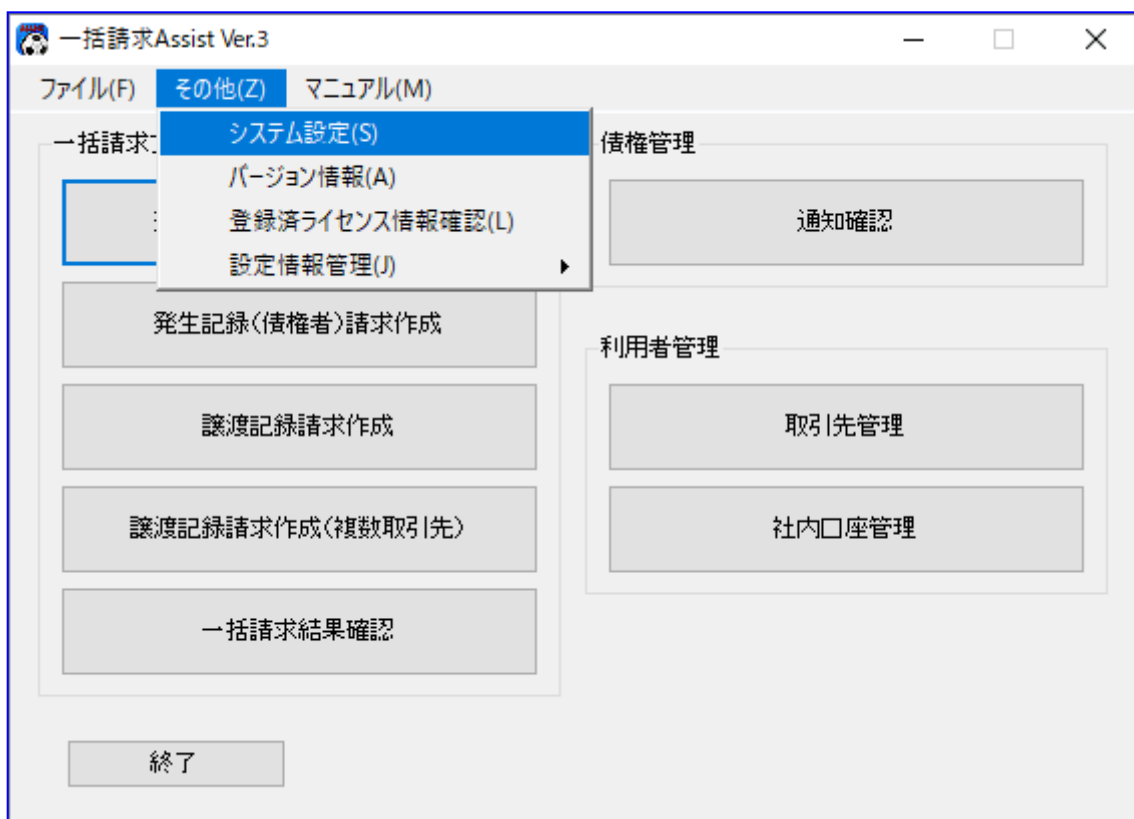 一括請求Assist Ver.3
ファイル(F) その他(Z) マニュアル(M)
システム設定(S)
バージョン情報(A)
登録済ライセンス情報確認(L)
設定情報管理(J)
一括請求
発生記録(債権者)請求作成
譲渡記録請求作成
譲渡記録請求作成(複数取引先)
一括請求結果確認
債権管理
通知確認
利用者管理
取引先管理
社内口座管理
終了